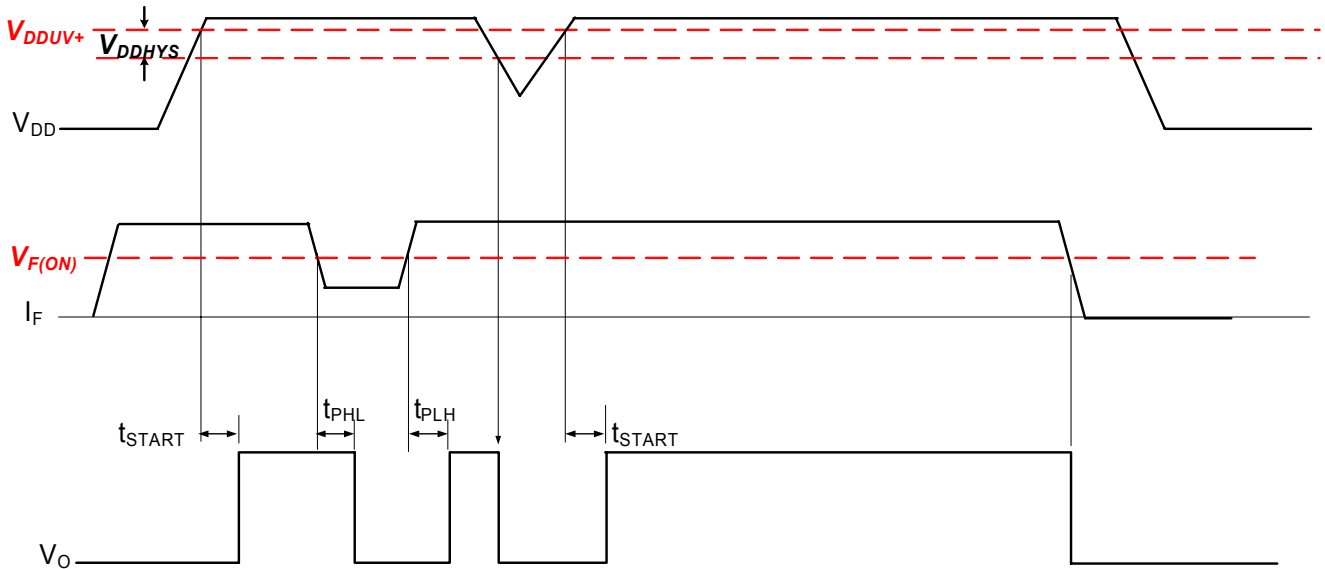 VDDUV+
VDDHYS
VDD
VF(ON)
IF
tSTART
tPHL
tPLH
tSTART
VO